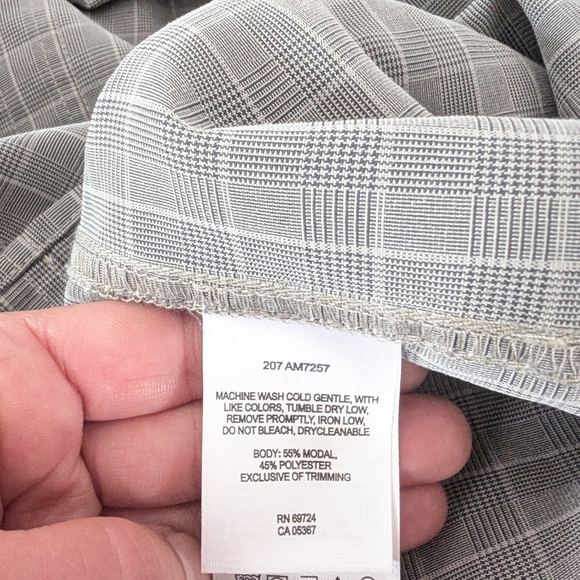 207 AM7257
MACHINE WASH COLD GENTLE, WITH
LIKE COLORS, TUMBLE DRY LOW,
REMOVE PROMPTLY, IRON LOW,
DO NOT BLEACH, DRYCLEANABLE
BODY: 55% MODAL,
45% POLYESTER
EXCLUSIVE OF TRIMMING
RN 69724
CA 05367